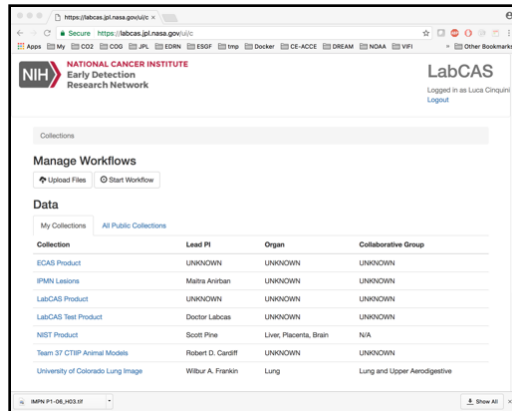 https://labcas.jpl.nasa.gov/ui/c
Secure https://labcas.jpl.nasa.gov/ui/c
Apps My CO2 COG JPL EDRN ESGF tmp Docker CE-ACCE DREAM NOAA VIFI » Other Bookmarks
NIH NATIONAL CANCER INSTITUTE
Early Detection
Research Network
LabCAS
Logged in as Luca Cinquini
Logout
Collections
Manage Workflows
Upload Files Start Workflow
Data
My Collections All Public Collections
Collection Lead PI Organ Collaborative Group
ECAS Product UNKNOWN UNKNOWN UNKNOWN
IPMN Lesions Maitra Anirban UNKNOWN UNKNOWN
LabCAS Product UNKNOWN UNKNOWN UNKNOWN
LabCAS Test Product Doctor Labcas UNKNOWN UNKNOWN
NIST Product Scott Pine Liver, Placenta, Brain N/A
Team 37 CTIIP Animal Models Robert D. Cardiff UNKNOWN UNKNOWN
University of Colorado Lung Image Wilbur A. Frankin Lung Lung and Upper Aerodigestive
IMPN P1-06_H03.tif Show All